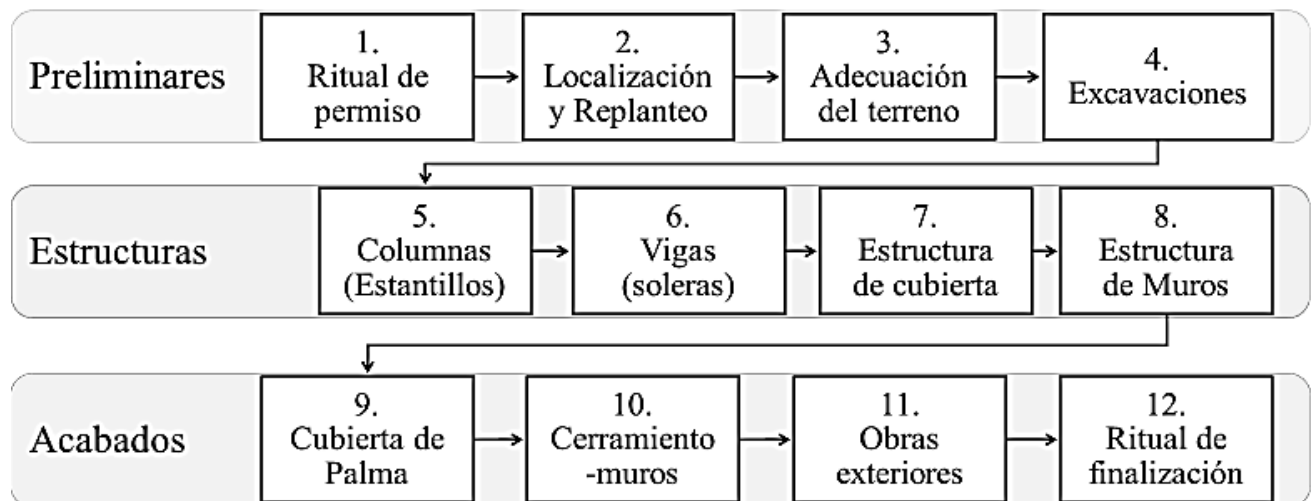 Preliminares
1.
Ritual de
permiso
2.
Localización
y Replanteo
3.
Adecuación
del terreno
4.
Excavaciones
Estructuras
5.
Columnas
(Estantillos)
6.
Vigas
(soleras)
7.
Estructura
de cubierta
8.
Estructura
de Muros
Acabados
9.
Cubierta de
Palma
10.
Cerramiento
-muros
11.
Obras
exteriores
12.
Ritual de
finalización